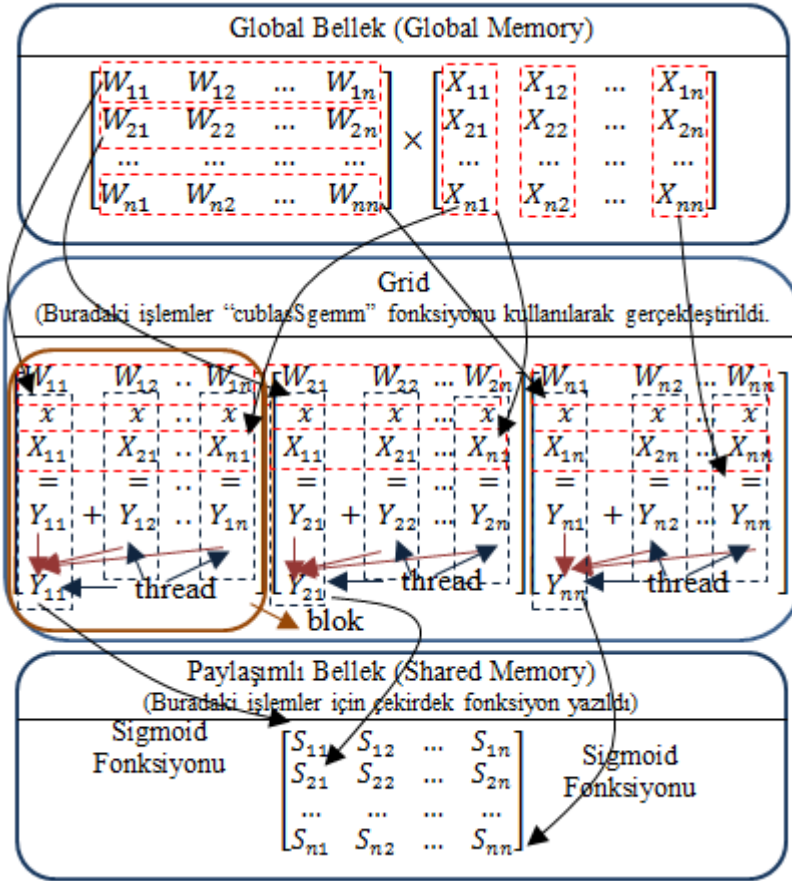 Global Bellek (Global Memory)
W₁₁ W₁₂ ... W₁ₙ × X₁₁ X₁₂ ... X₁ₙ
W₂₁ W₂₂ ... W₂ₙ X₂₁ X₂₂ ... X₂ₙ
... ... ... ... ... ... ... ...
Wₙ₁ Wₙ₂ ... Wₙₙ Xₙ₁ Xₙ₂ ... Xₙₙ
Grid
(Buradaki işlemler “cublasSgemm” fonksiyonu kullanılarak gerçekleştirildi.
W₁₁ W₁₂ .. W₁ₙ W₂₁ W₂₂ ... W₂ₙ Wₙ₁ Wₙ₂ ... Wₙₙ
x x .. x x x ... x x x ... x
X₁₁ X₂₁ .. Xₙ₁ X₁₁ X₂₁ ... Xₙ₁ X₁ₙ X₂ₙ ... Xₙₙ
= = .. = = = ... = = = ... =
Y₁₁ + Y₁₂ .. Y₁ₙ Y₂₁ + Y₂₂ ... Y₂ₙ Yₙ₁ + Yₙ₂ ... Yₙₙ
Y₁₁ thread Y₂₁ thread Yₙₙ thread
blok
Paylaşımlı Bellek (Shared Memory)
(Buradaki işlemler için çekirdek fonksiyon yazıldı)
Sigmoid
Fonksiyonu
S₁₁ S₁₂ ... S₁ₙ
S₂₁ S₂₂ ... S₂ₙ
... ... ... ...
Sₙ₁ Sₙ₂ ... Sₙₙ
Sigmoid
Fonksiyonu